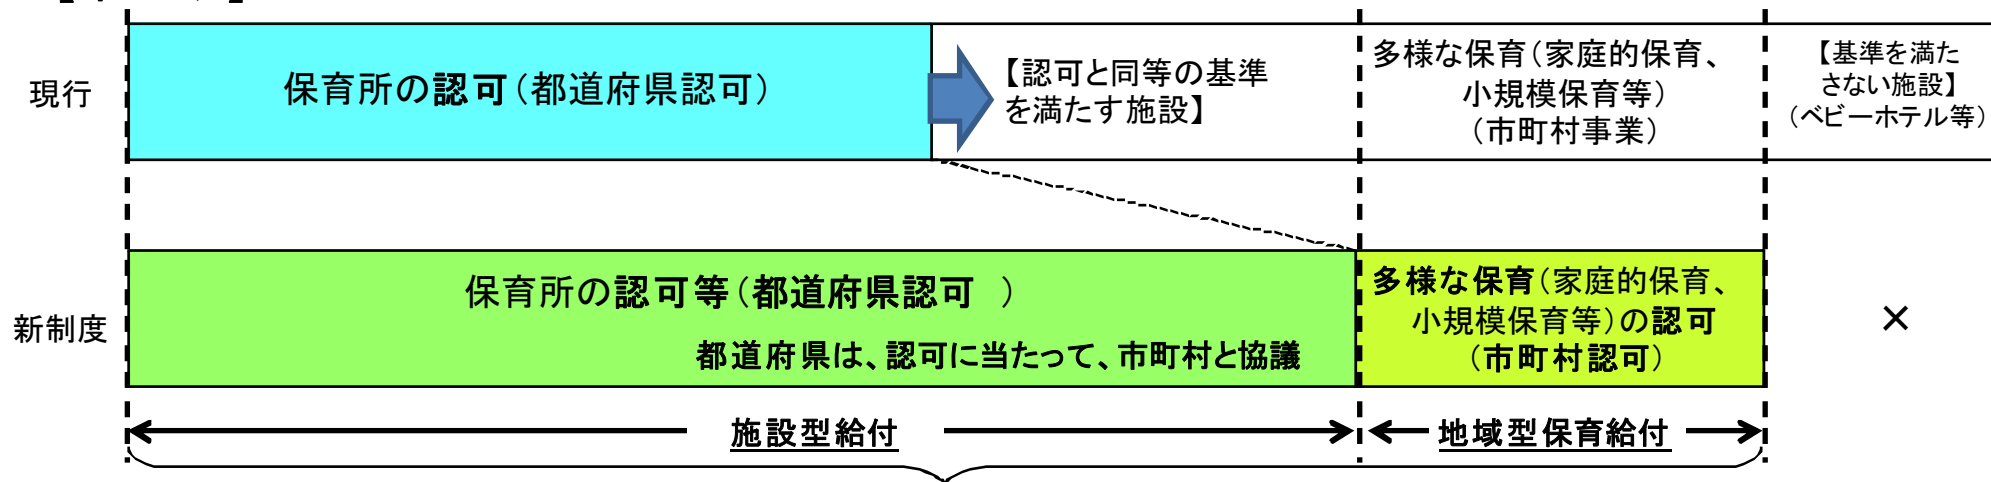 現行
保育所の認可(都道府県認可)
【認可と同等の基準
を満たす施設】
多様な保育(家庭的保育、
小規模保育等)
(市町村事業)
【基準を満た
さない施設】
(ベビーホテル等)
新制度
保育所の認可等(都道府県認可　)
都道府県は、認可に当たって、市町村と協議
多様な保育(家庭的保育、
小規模保育等)の認可
(市町村認可)
×
施設型給付
地域型保育給付